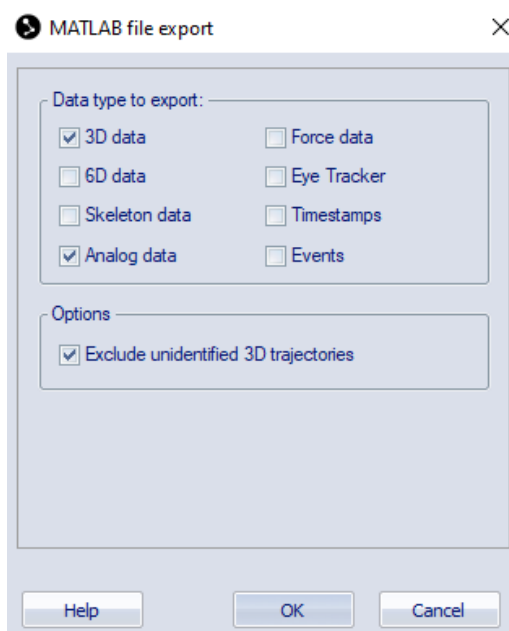 MATLAB file export
Data type to export:
3D data
Force data
6D data
Eye Tracker
Skeleton data
Timestamps
Analog data
Events
Options
Exclude unidentified 3D trajectories
Help
OK
Cancel